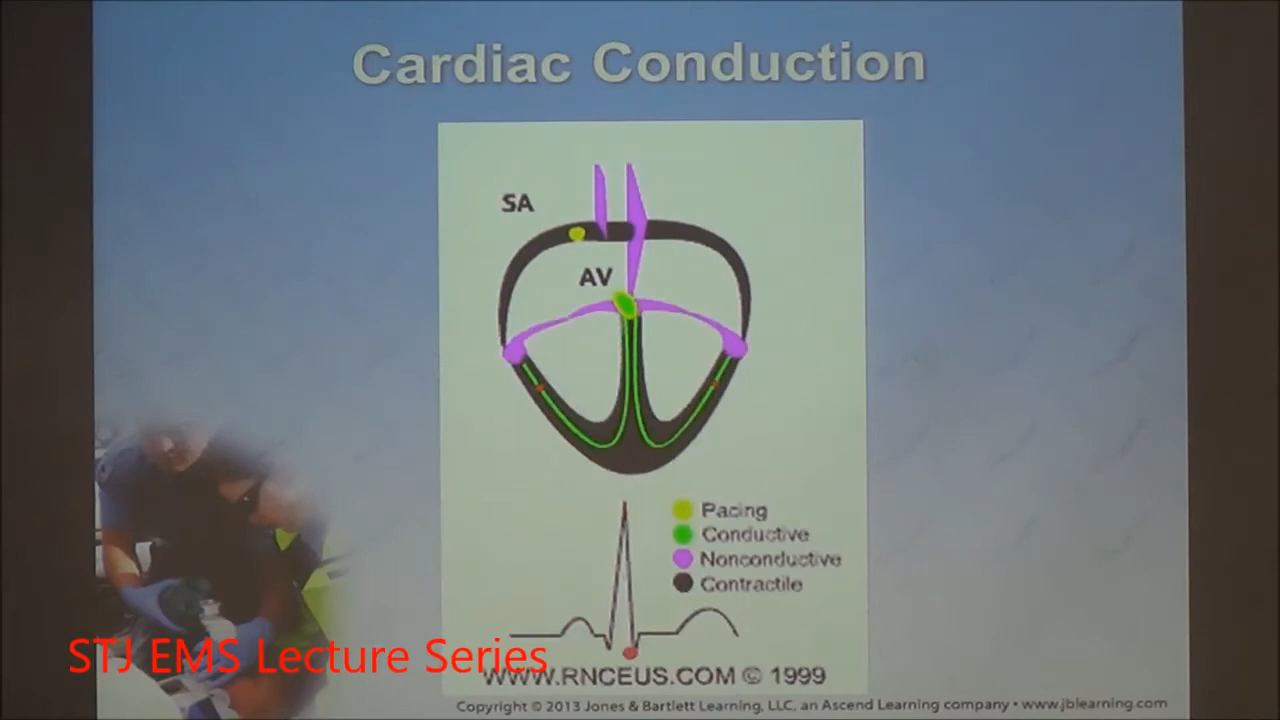 Cardiac Conduction
SA
AV
Pacing
Conductive
Nonconductive
Contractile
STJ EMS Lecture Series
WWW.RNCEUS.COM © 1999
Copyright © 2013 Jones & Bartlett Learning, LLC, an Ascend Learning company • www.jblearning.com